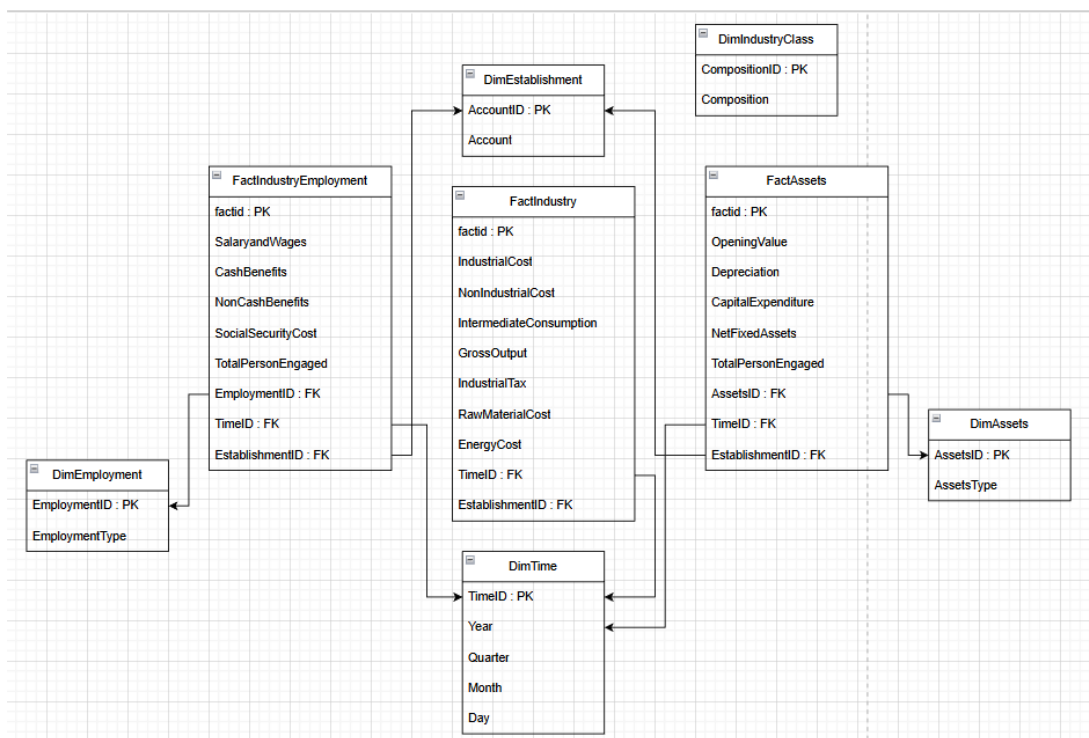 DimIndustryClass
CompositionID : PK
Composition
DimEstablishment
AccountID : PK
Account
FactIndustryEmployment
factid : PK
SalaryandWages
CashBenefits
NonCashBenefits
SocialSecurityCost
TotalPersonEngaged
EmploymentID : FK
TimeID : FK
EstablishmentID : FK
FactIndustry
factid : PK
IndustrialCost
NonIndustrialCost
IntermediateConsumption
GrossOutput
IndustrialTax
RawMaterialCost
EnergyCost
TimeID : FK
EstablishmentID : FK
FactAssets
factid : PK
OpeningValue
Depreciation
CapitalExpenditure
NetFixedAssets
TotalPersonEngaged
AssetsID : FK
TimeID : FK
EstablishmentID : FK
DimAssets
AssetsID : PK
AssetsType
DimEmployment
EmploymentID : PK
EmploymentType
DimTime
TimeID : PK
Year
Quarter
Month
Day